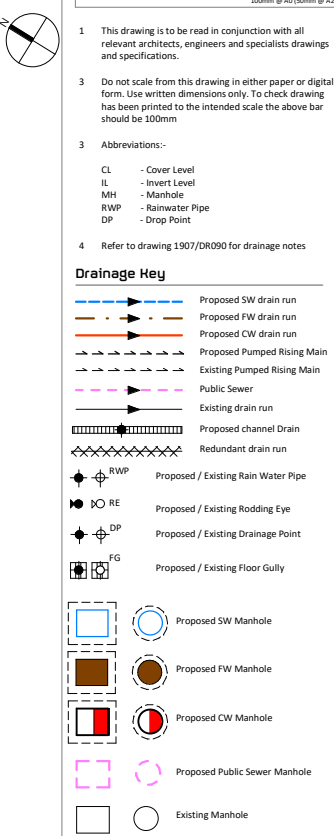 100mm @ A0 (50mm @ A2
N
1 This drawing is to be read in conjunction with all
relevant architects, engineers and specialists drawings
and specifications.
3 Do not scale from this drawing in either paper or digital
form. Use written dimensions only. To check drawing
has been printed to the intended scale the above bar
should be 100mm
3 Abbreviations:-
CL - Cover Level
IL - Invert Level
MH - Manhole
RWP - Rainwater Pipe
DP - Drop Point
4 Refer to drawing 1907/DR090 for drainage notes
Drainage Key
Proposed SW drain run
Proposed FW drain run
Proposed CW drain run
Proposed Pumped Rising Main
Existing Pumped Rising Main
Public Sewer
Existing drain run
Proposed channel Drain
Redundant drain run
RWP Proposed / Existing Rain Water Pipe
RE Proposed / Existing Rodding Eye
DP Proposed / Existing Drainage Point
FG Proposed / Existing Floor Gully
Proposed SW Manhole
Proposed FW Manhole
Proposed CW Manhole
Proposed Public Sewer Manhole
Existing Manhole